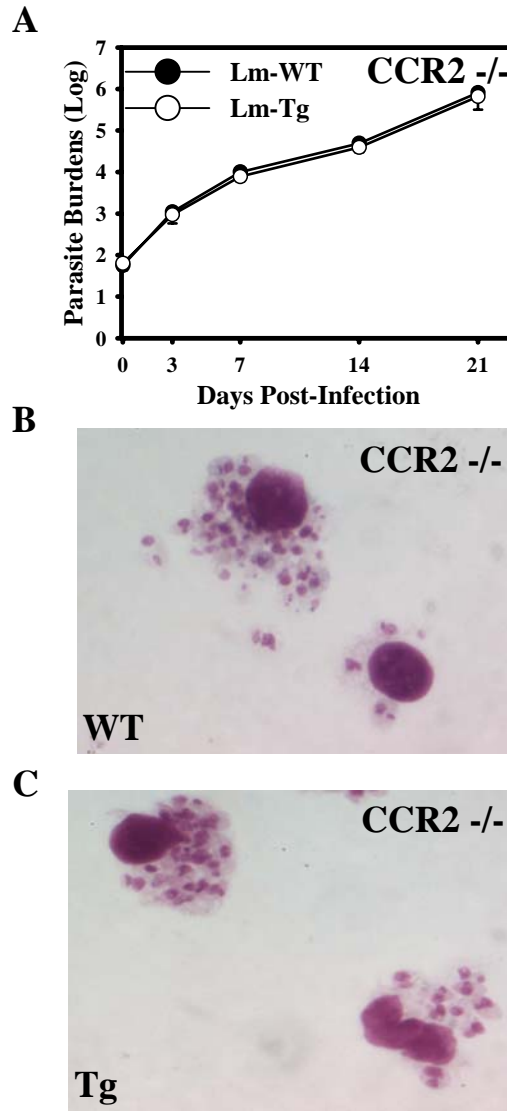 A
7
6
5
4
3
2
1
0
Parasite Burdens (Log)
Lm-WT
Lm-Tg
CCR2 -/-
0 3 7 14 21
Days Post-Infection
B
CCR2 -/-
WT
C
CCR2 -/-
Tg